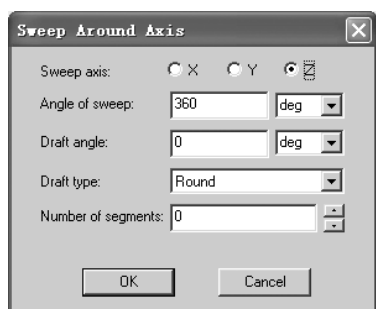 Sweep Around Axis
Sweep axis: X Y Z
Angle of sweep: 360 deg
Draft angle: 0 deg
Draft type: Round
Number of segments: 0
OK Cancel